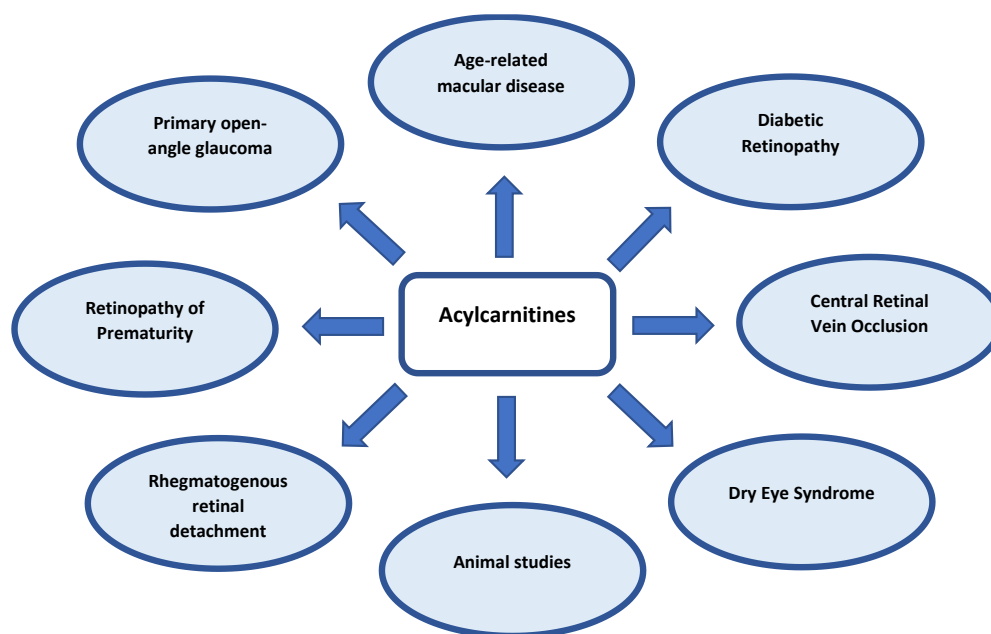 Age-related
macular disease
Primary open-
angle glaucoma
Diabetic
Retinopathy
Retinopathy of
Prematurity
Acylcarnitines
Central Retinal
Vein Occlusion
Rhegmatogenous
retinal
detachment
Animal studies
Dry Eye Syndrome